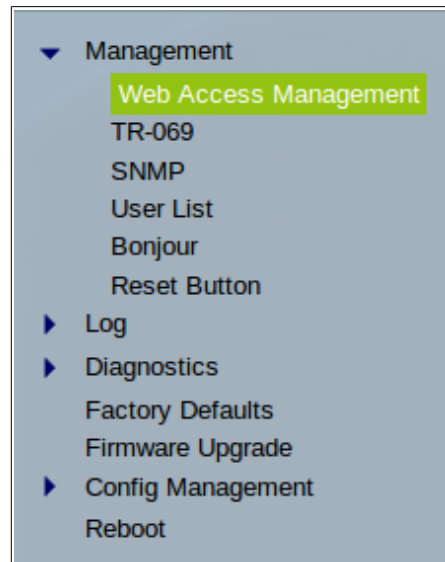 Management
Web Access Management
TR-069
SNMP
User List
Bonjour
Reset Button
Log
Diagnostics
Factory Defaults
Firmware Upgrade
Config Management
Reboot